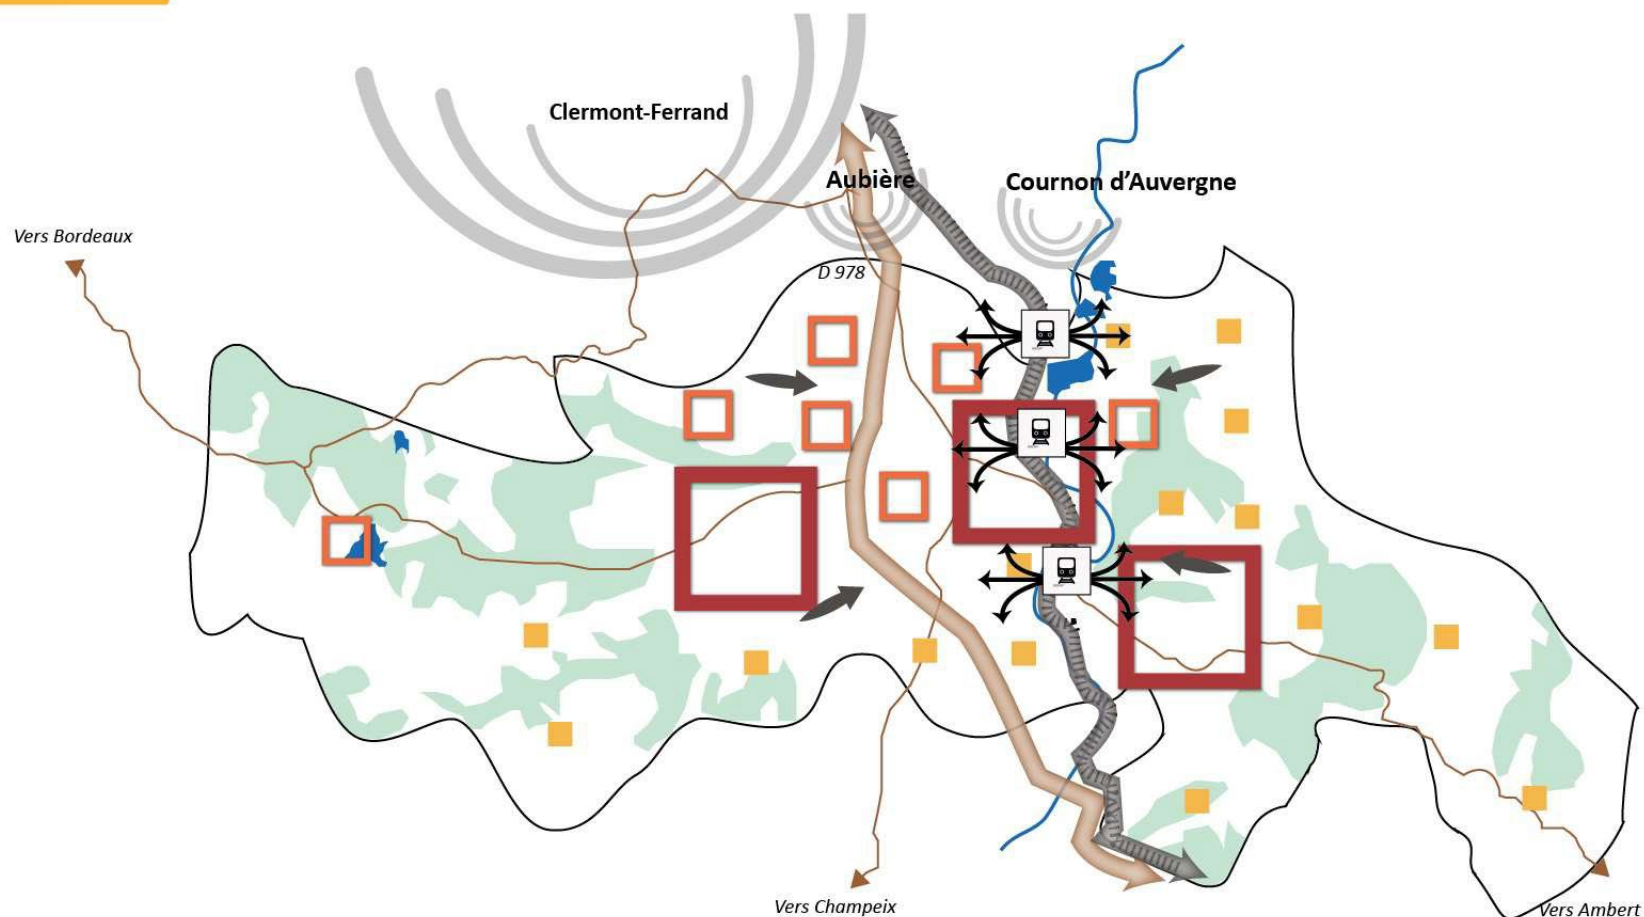 Clermont-Ferrand
Aubière
Cournon d'Auvergne
Vers Bordeaux
D 978
Vers Champeix
Vers Ambert